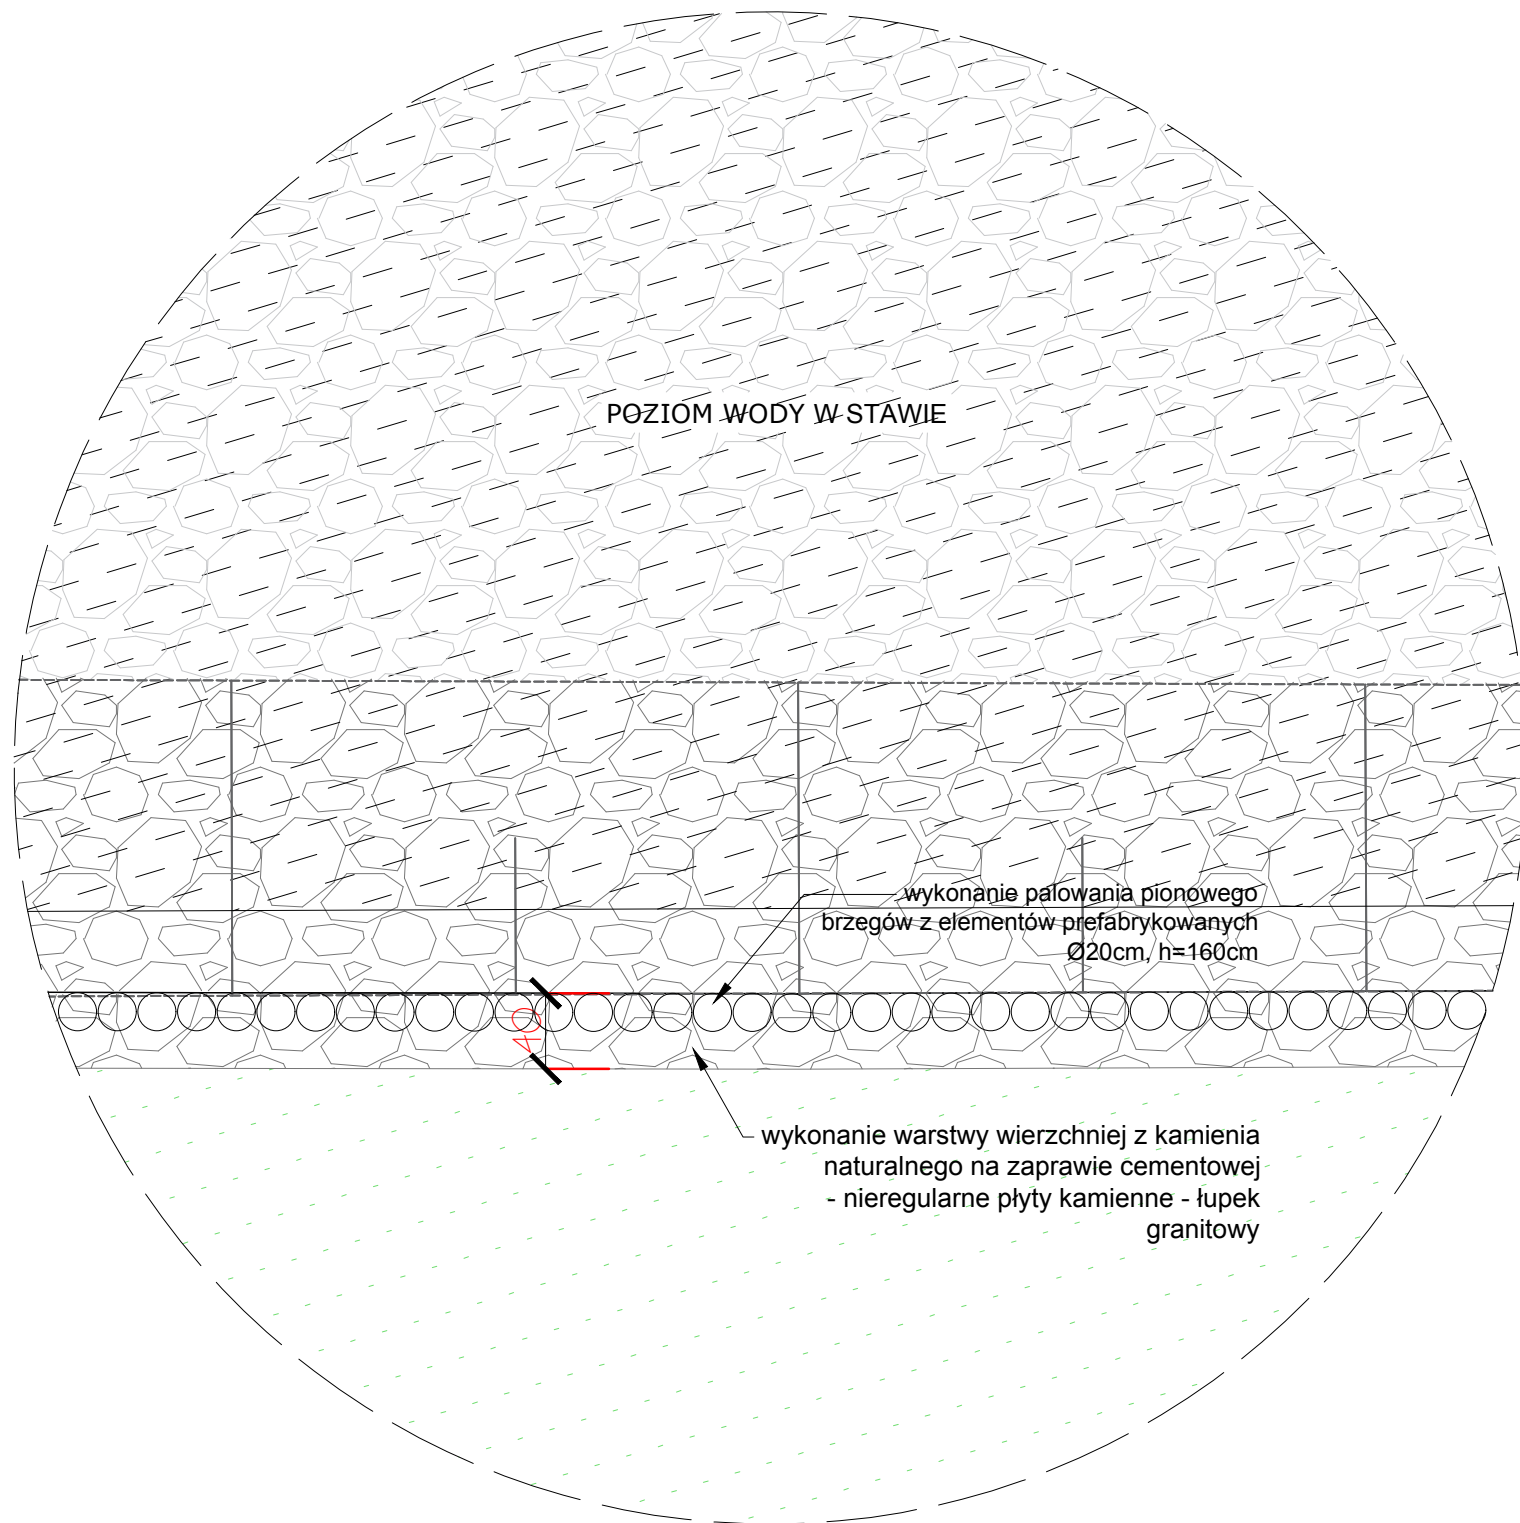 POZIOM WODY W STAWIE
wykonanie palowania pionowego
brzegów z elementów prefabrykowanych
Ø20cm, h=160cm
40
wykonanie warstwy wierzchniej z kamienia
naturalnego na zaprawie cementowej
- nieregularne płyty kamienne - łupek
granitowy